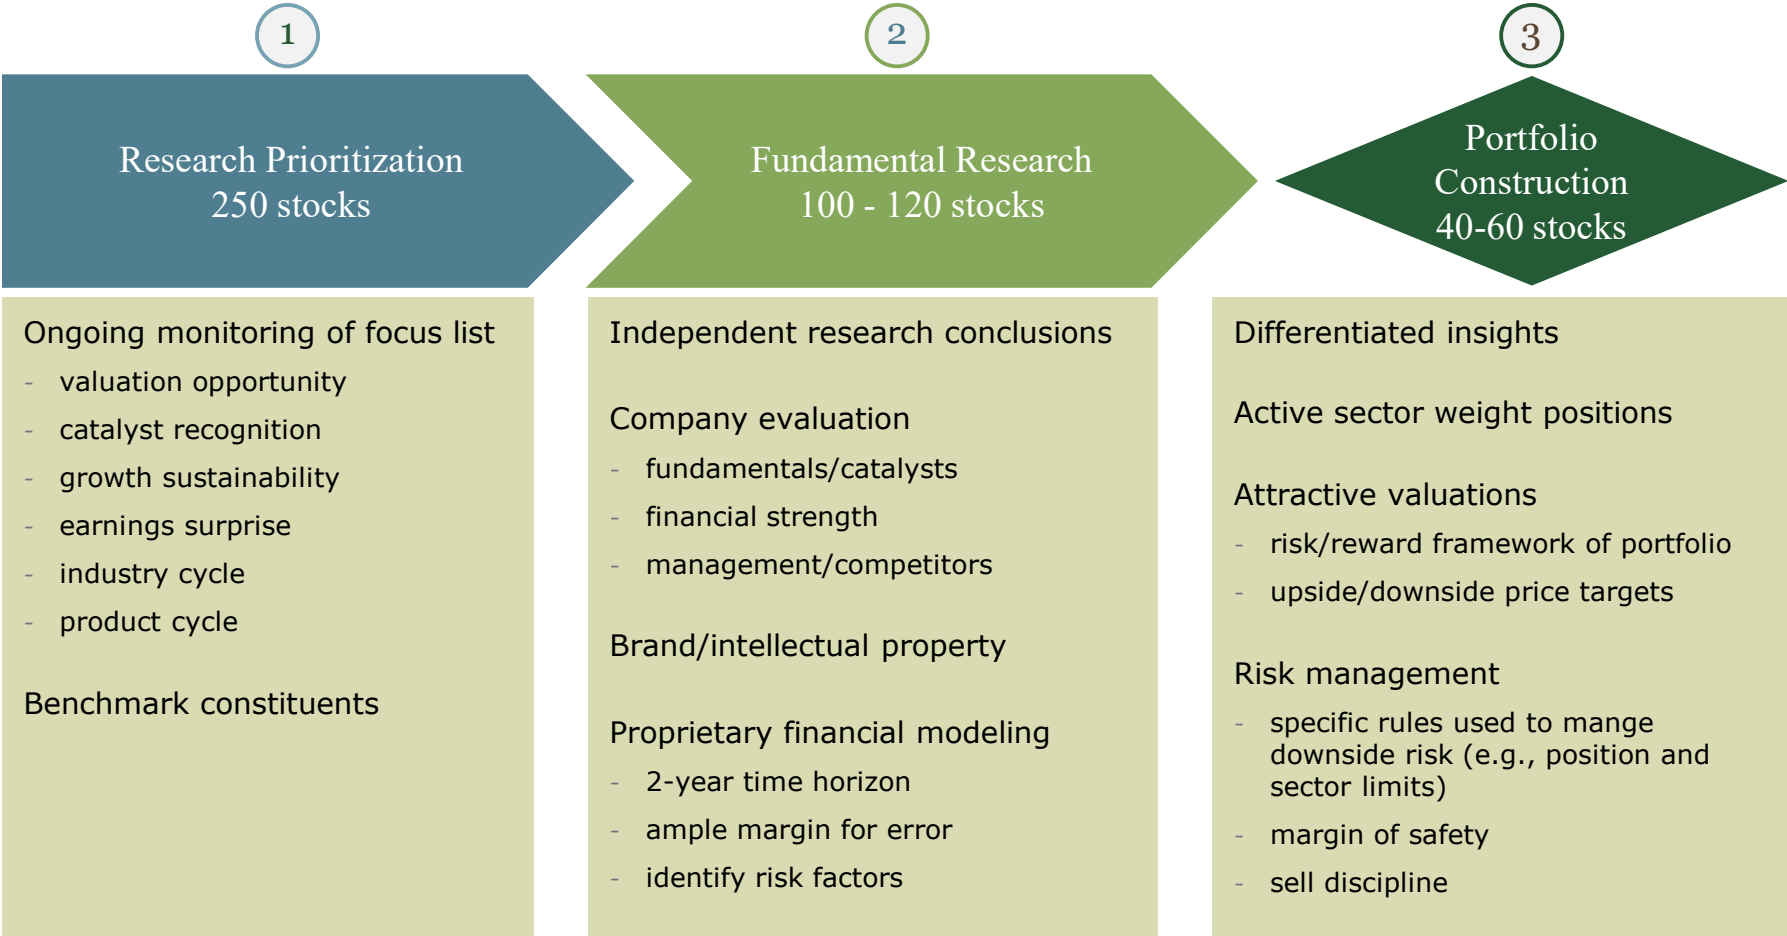 1
Research Prioritization
250 stocks
Ongoing monitoring of focus list
- valuation opportunity
- catalyst recognition
- growth sustainability
- earnings surprise
- industry cycle
- product cycle
Benchmark constituents
2
Fundamental Research
100 - 120 stocks
Independent research conclusions
Company evaluation
- fundamentals/catalysts
- financial strength
- management/competitors
Brand/intellectual property
Proprietary financial modeling
- 2-year time horizon
- ample margin for error
- identify risk factors
3
Portfolio
Construction
40-60 stocks
Differentiated insights
Active sector weight positions
Attractive valuations
- risk/reward framework of portfolio
- upside/downside price targets
Risk management
- specific rules used to mange
downside risk (e.g., position and
sector limits)
- margin of safety
- sell discipline